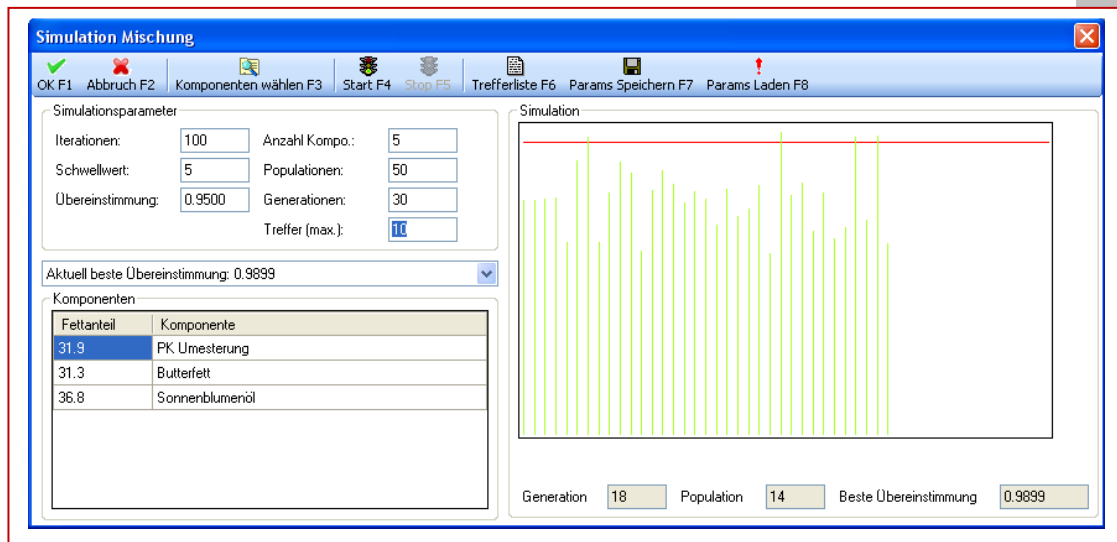 Simulation Mischung
OK F1 Abbruch F2 Komponenten wählen F3 Start F4 Stop F5 Trefferliste F6 Params Speichern F7 Params Laden F8
Simulationsparameter
Iterationen: 100 Anzahl Kompo.: 5
Schwellwert: 5 Populationen: 50
Übereinstimmung: 0.9500 Generationen: 30
Treffer (max.): 10
Aktuell beste Übereinstimmung: 0.9899
Komponenten
Fettanteil Komponente
31.9 PK Umesterung
31.3 Butterfett
36.8 Sonnenblumenöl
Simulation
Generation 18 Population 14 Beste Übereinstimmung 0.9899